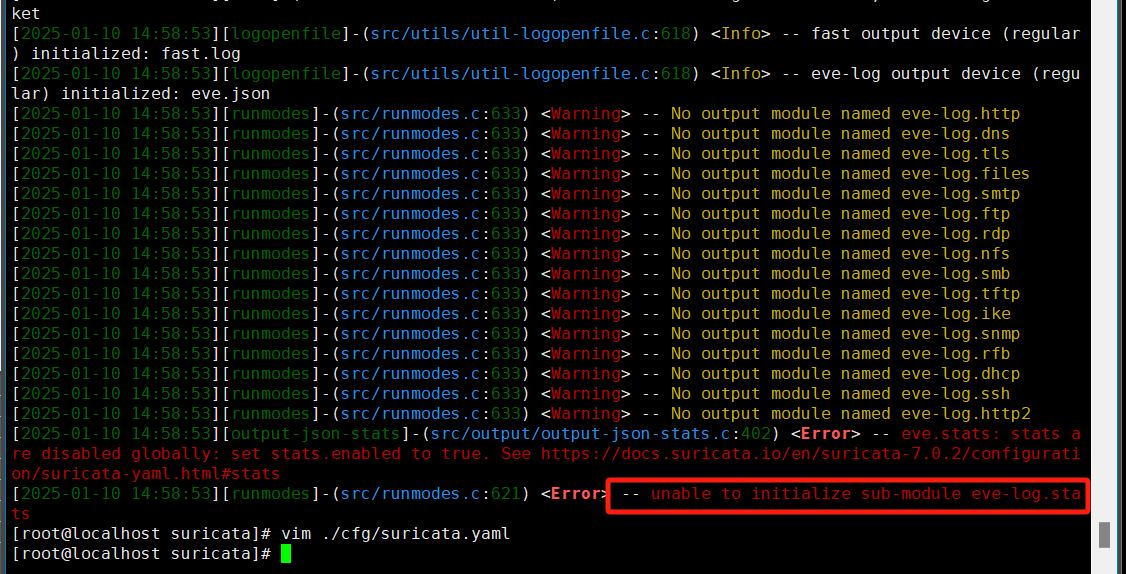 ket
[2025-01-10 14:58:53][logopenfile]-(src/utils/util-logopenfile.c:618) <Info> -- fast output device (regular
) initialized: fast.log
[2025-01-10 14:58:53][logopenfile]-(src/utils/util-logopenfile.c:618) <Info> -- eve-log output device (regu
lar) initialized: eve.json
[2025-01-10 14:58:53][runmodes]-(src/runmodes.c:633) <Warning> -- No output module named eve-log.http
[2025-01-10 14:58:53][runmodes]-(src/runmodes.c:633) <Warning> -- No output module named eve-log.dns
[2025-01-10 14:58:53][runmodes]-(src/runmodes.c:633) <Warning> -- No output module named eve-log.tls
[2025-01-10 14:58:53][runmodes]-(src/runmodes.c:633) <Warning> -- No output module named eve-log.files
[2025-01-10 14:58:53][runmodes]-(src/runmodes.c:633) <Warning> -- No output module named eve-log.smtp
[2025-01-10 14:58:53][runmodes]-(src/runmodes.c:633) <Warning> -- No output module named eve-log.ftp
[2025-01-10 14:58:53][runmodes]-(src/runmodes.c:633) <Warning> -- No output module named eve-log.rdp
[2025-01-10 14:58:53][runmodes]-(src/runmodes.c:633) <Warning> -- No output module named eve-log.nfs
[2025-01-10 14:58:53][runmodes]-(src/runmodes.c:633) <Warning> -- No output module named eve-log.smb
[2025-01-10 14:58:53][runmodes]-(src/runmodes.c:633) <Warning> -- No output module named eve-log.tftp
[2025-01-10 14:58:53][runmodes]-(src/runmodes.c:633) <Warning> -- No output module named eve-log.ike
[2025-01-10 14:58:53][runmodes]-(src/runmodes.c:633) <Warning> -- No output module named eve-log.snmp
[2025-01-10 14:58:53][runmodes]-(src/runmodes.c:633) <Warning> -- No output module named eve-log.rfb
[2025-01-10 14:58:53][runmodes]-(src/runmodes.c:633) <Warning> -- No output module named eve-log.dhcp
[2025-01-10 14:58:53][runmodes]-(src/runmodes.c:633) <Warning> -- No output module named eve-log.ssh
[2025-01-10 14:58:53][runmodes]-(src/runmodes.c:633) <Warning> -- No output module named eve-log.http2
[2025-01-10 14:58:53][output-json-stats]-(src/output/output-json-stats.c:402) <Error> -- eve.stats: stats a
re disabled globally: set stats.enabled to true. See https://docs.suricata.io/en/suricata-7.0.2/configurati
on/suricata-yaml.html#stats
[2025-01-10 14:58:53][runmodes]-(src/runmodes.c:621) <Error> -- unable to initialize sub-module eve-log.sta
ts
[root@localhost suricata]# vim ./cfg/suricata.yaml
[root@localhost suricata]#